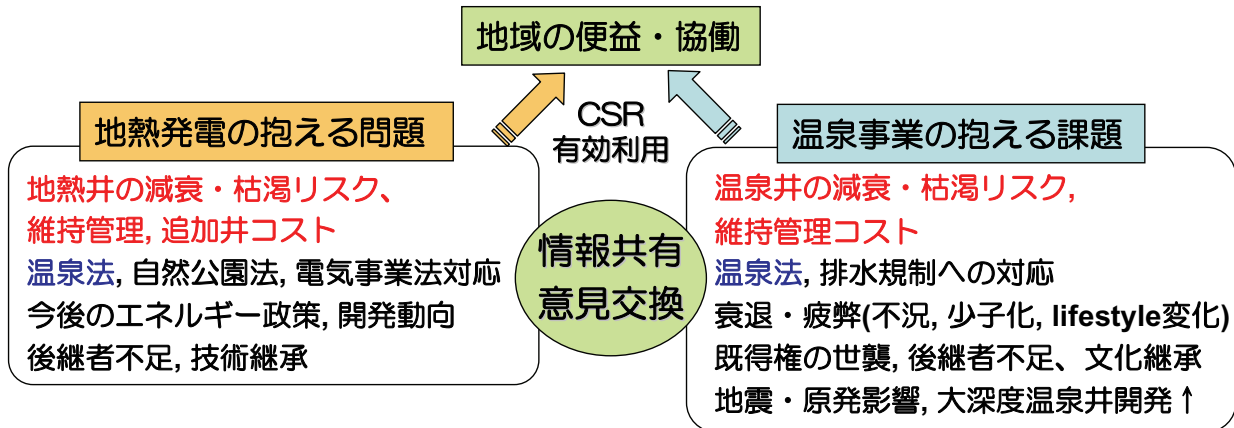 地域の便益・協働
CSR
有効利用
地熱発電の抱える問題
地熱井の減衰・枯渇リスク、
維持管理, 追加井コスト
温泉法, 自然公園法, 電気事業法対応
今後のエネルギー政策, 開発動向
後継者不足, 技術継承
情報共有
意見交換
温泉事業の抱える課題
温泉井の減衰・枯渇リスク,
維持管理コスト
温泉法, 排水規制への対応
衰退・疲弊(不況, 少子化, lifestyle変化)
既得権の世襲, 後継者不足、文化継承
地震・原発影響, 大深度温泉井開発↑